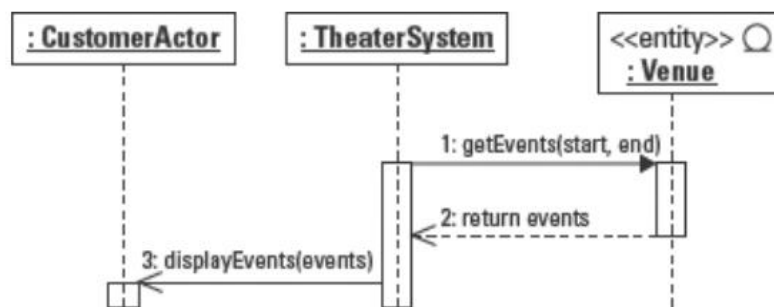 : CustomerActor
: TheaterSystem
<<entity>>
: Venue
1: getEvents(start, end)
2: return events
3: displayEvents(events)